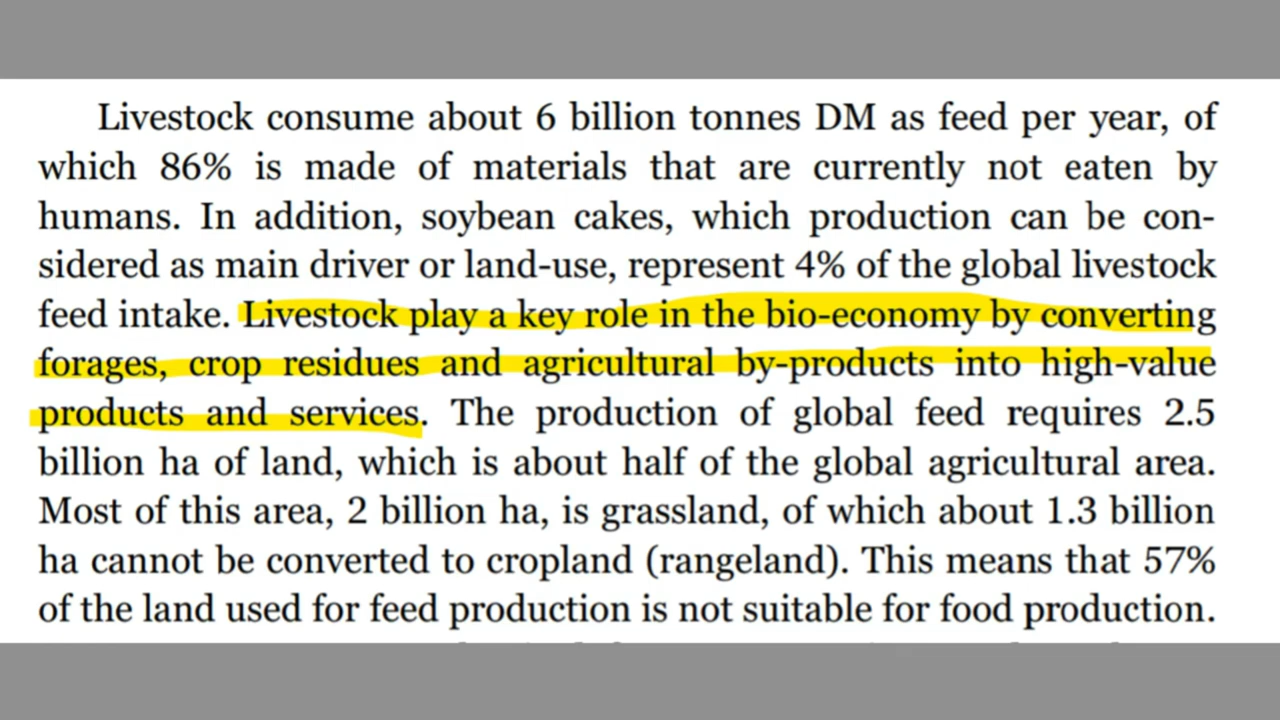 Livestock consume about 6 billion tonnes DM as feed per year, of
which 86% is made of materials that are currently not eaten by
humans. In addition, soybean cakes, which production can be con-
sidered as main driver or land-use, represent 4% of the global livestock
feed intake. Livestock play a key role in the bio-economy by converting
forages, crop residues and agricultural by-products into high-value
products and services. The production of global feed requires 2.5
billion ha of land, which is about half of the global agricultural area.
Most of this area, 2 billion ha, is grassland, of which about 1.3 billion
ha cannot be converted to cropland (rangeland). This means that 57%
of the land used for feed production is not suitable for food production.